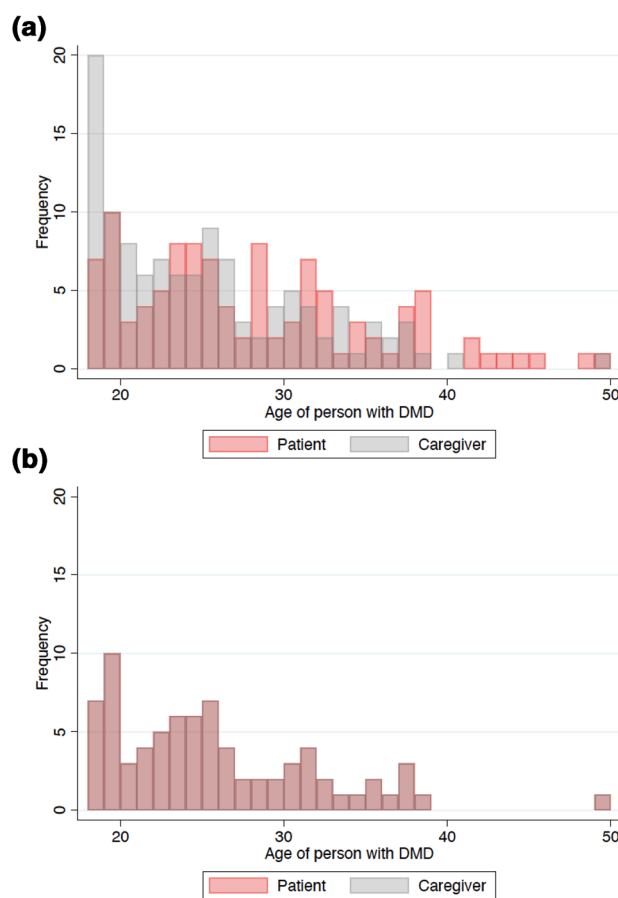 (a)
20
15
10
5
0
Frequency
20 30 40 50
Age of person with DMD
Patient Caregiver
(b)
20
15
10
5
0
Frequency
20 30 40 50
Age of person with DMD
Patient Caregiver